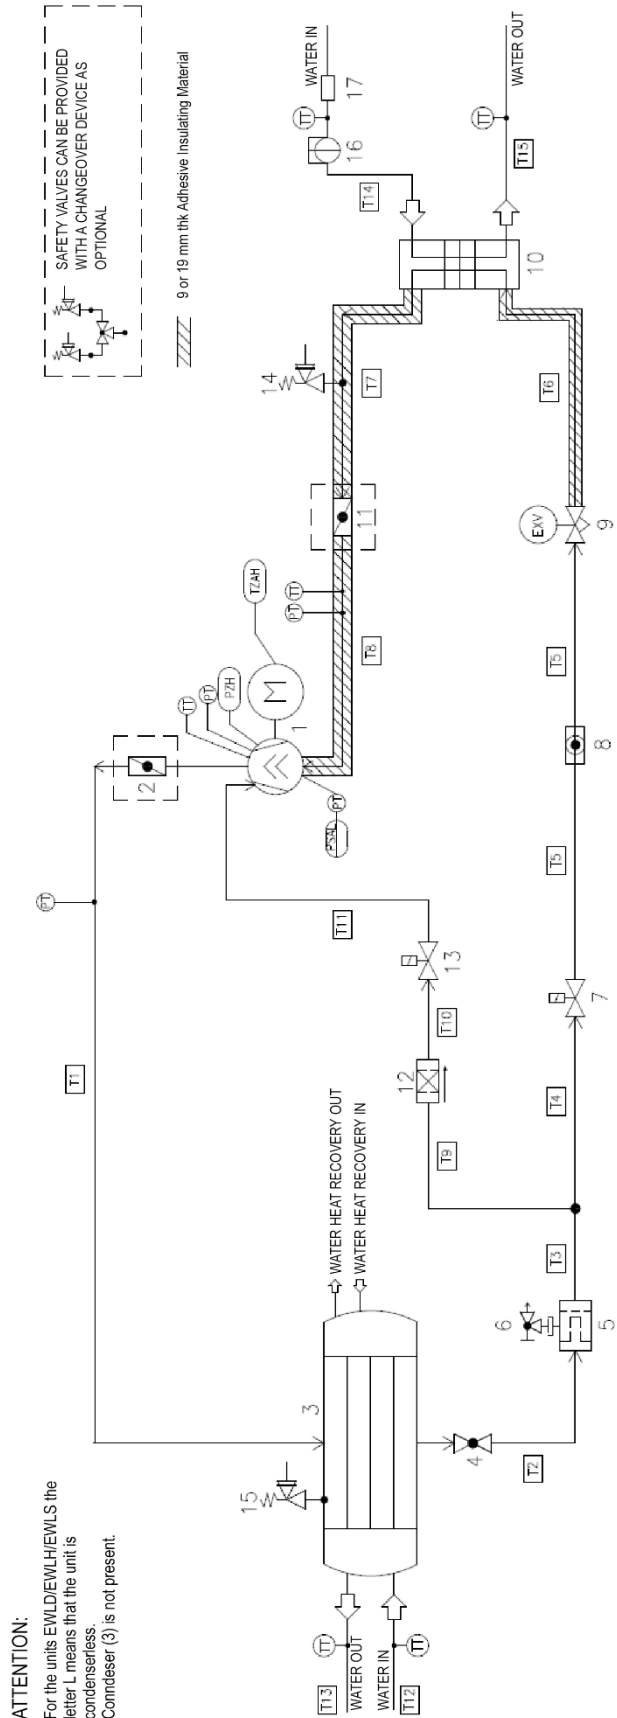 ATTENTION:
For the units EWLD/EWLH/EWLS the
letter L means that the unit is
condenserless.
Conndeser (3) is not present.
SAFETY VALVES CAN BE PROVIDED
WITH A CHANGEOVER DEVICE AS
OPTIONAL
9 or 19 mm thk Adhesive Insulating Material
PT
T1
2
TT
PT
PZH
TZAH
M
1
PSAL
PT
PT
TT
T8
11
14
T7
TT
16
17
WATER IN
T14
10
TT
T15
WATER OUT
T6
EXV
9
T5
8
T5
7
T4
T11
13
T10
12
T9
T3
6
5
T2
4
3
15
WATER HEAT RECOVERY OUT
WATER HEAT RECOVERY IN
TT
T13
WATER OUT
WATER IN
T12
TT